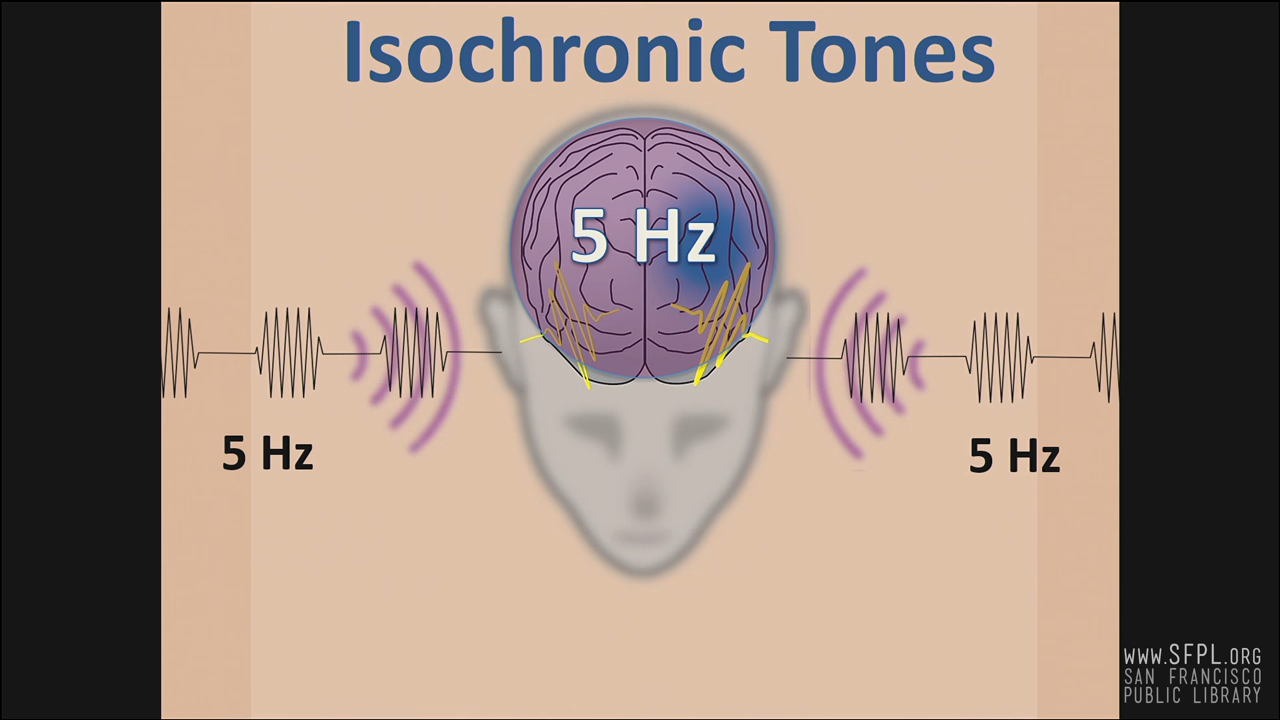 Isochronic Tones
5 Hz
5 Hz
5 Hz
www.SFPL.ORG
SAN FRANCISCO
PUBLIC LIBRARY